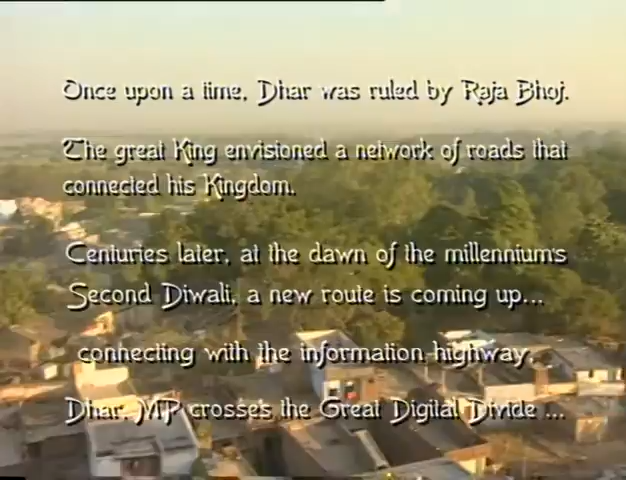 Once upon a time, Dhar was ruled by Raja Bhoj.
The great King envisioned a network of roads that
connected his Kingdom.
Centuries later, at the dawn of the millennium's
Second Diwali, a new route is coming up...
connecting with the information highway.
Dhar, MP crosses the Great Digital Divide ...